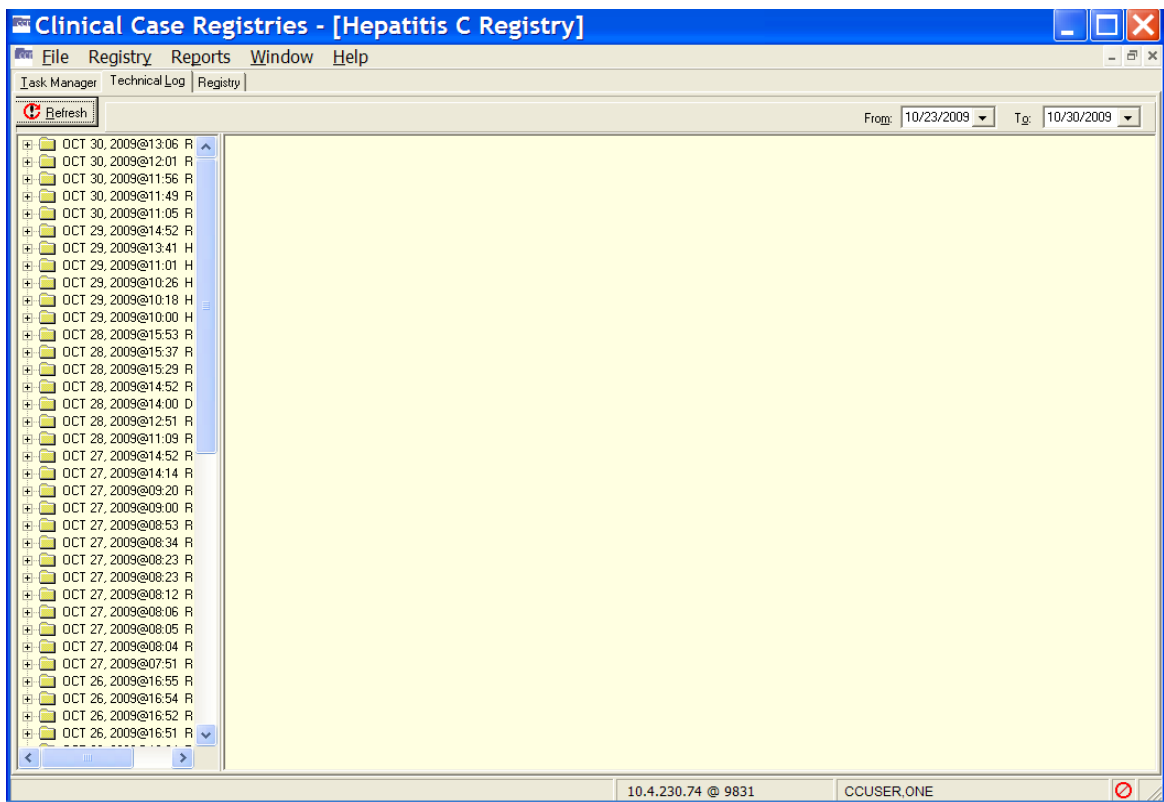 Clinical Case Registries - [Hepatitis C Registry]
File Registry Reports Window Help
Task Manager Technical Log Registry
Refresh From: 10/23/2009 To: 10/30/2009
OCT 30, 2009@13:06 R
OCT 30, 2009@12:01 R
OCT 30, 2009@11:56 R
OCT 30, 2009@11:49 R
OCT 30, 2009@11:05 R
OCT 29, 2009@14:52 R
OCT 29, 2009@13:41 H
OCT 29, 2009@11:01 H
OCT 29, 2009@10:26 H
OCT 29, 2009@10:18 H
OCT 29, 2009@10:00 H
OCT 28, 2009@15:53 R
OCT 28, 2009@15:37 R
OCT 28, 2009@15:29 R
OCT 28, 2009@14:52 R
OCT 28, 2009@14:00 D
OCT 28, 2009@12:51 R
OCT 28, 2009@11:09 R
OCT 27, 2009@14:52 R
OCT 27, 2009@14:14 R
OCT 27, 2009@09:20 R
OCT 27, 2009@09:00 R
OCT 27, 2009@08:53 R
OCT 27, 2009@08:34 R
OCT 27, 2009@08:23 R
OCT 27, 2009@08:23 R
OCT 27, 2009@08:12 R
OCT 27, 2009@08:06 R
OCT 27, 2009@08:05 R
OCT 27, 2009@08:04 R
OCT 27, 2009@07:51 R
OCT 26, 2009@16:55 R
OCT 26, 2009@16:54 R
OCT 26, 2009@16:52 R
OCT 26, 2009@16:51 R
10.4.230.74 @ 9831 CCUSER,ONE